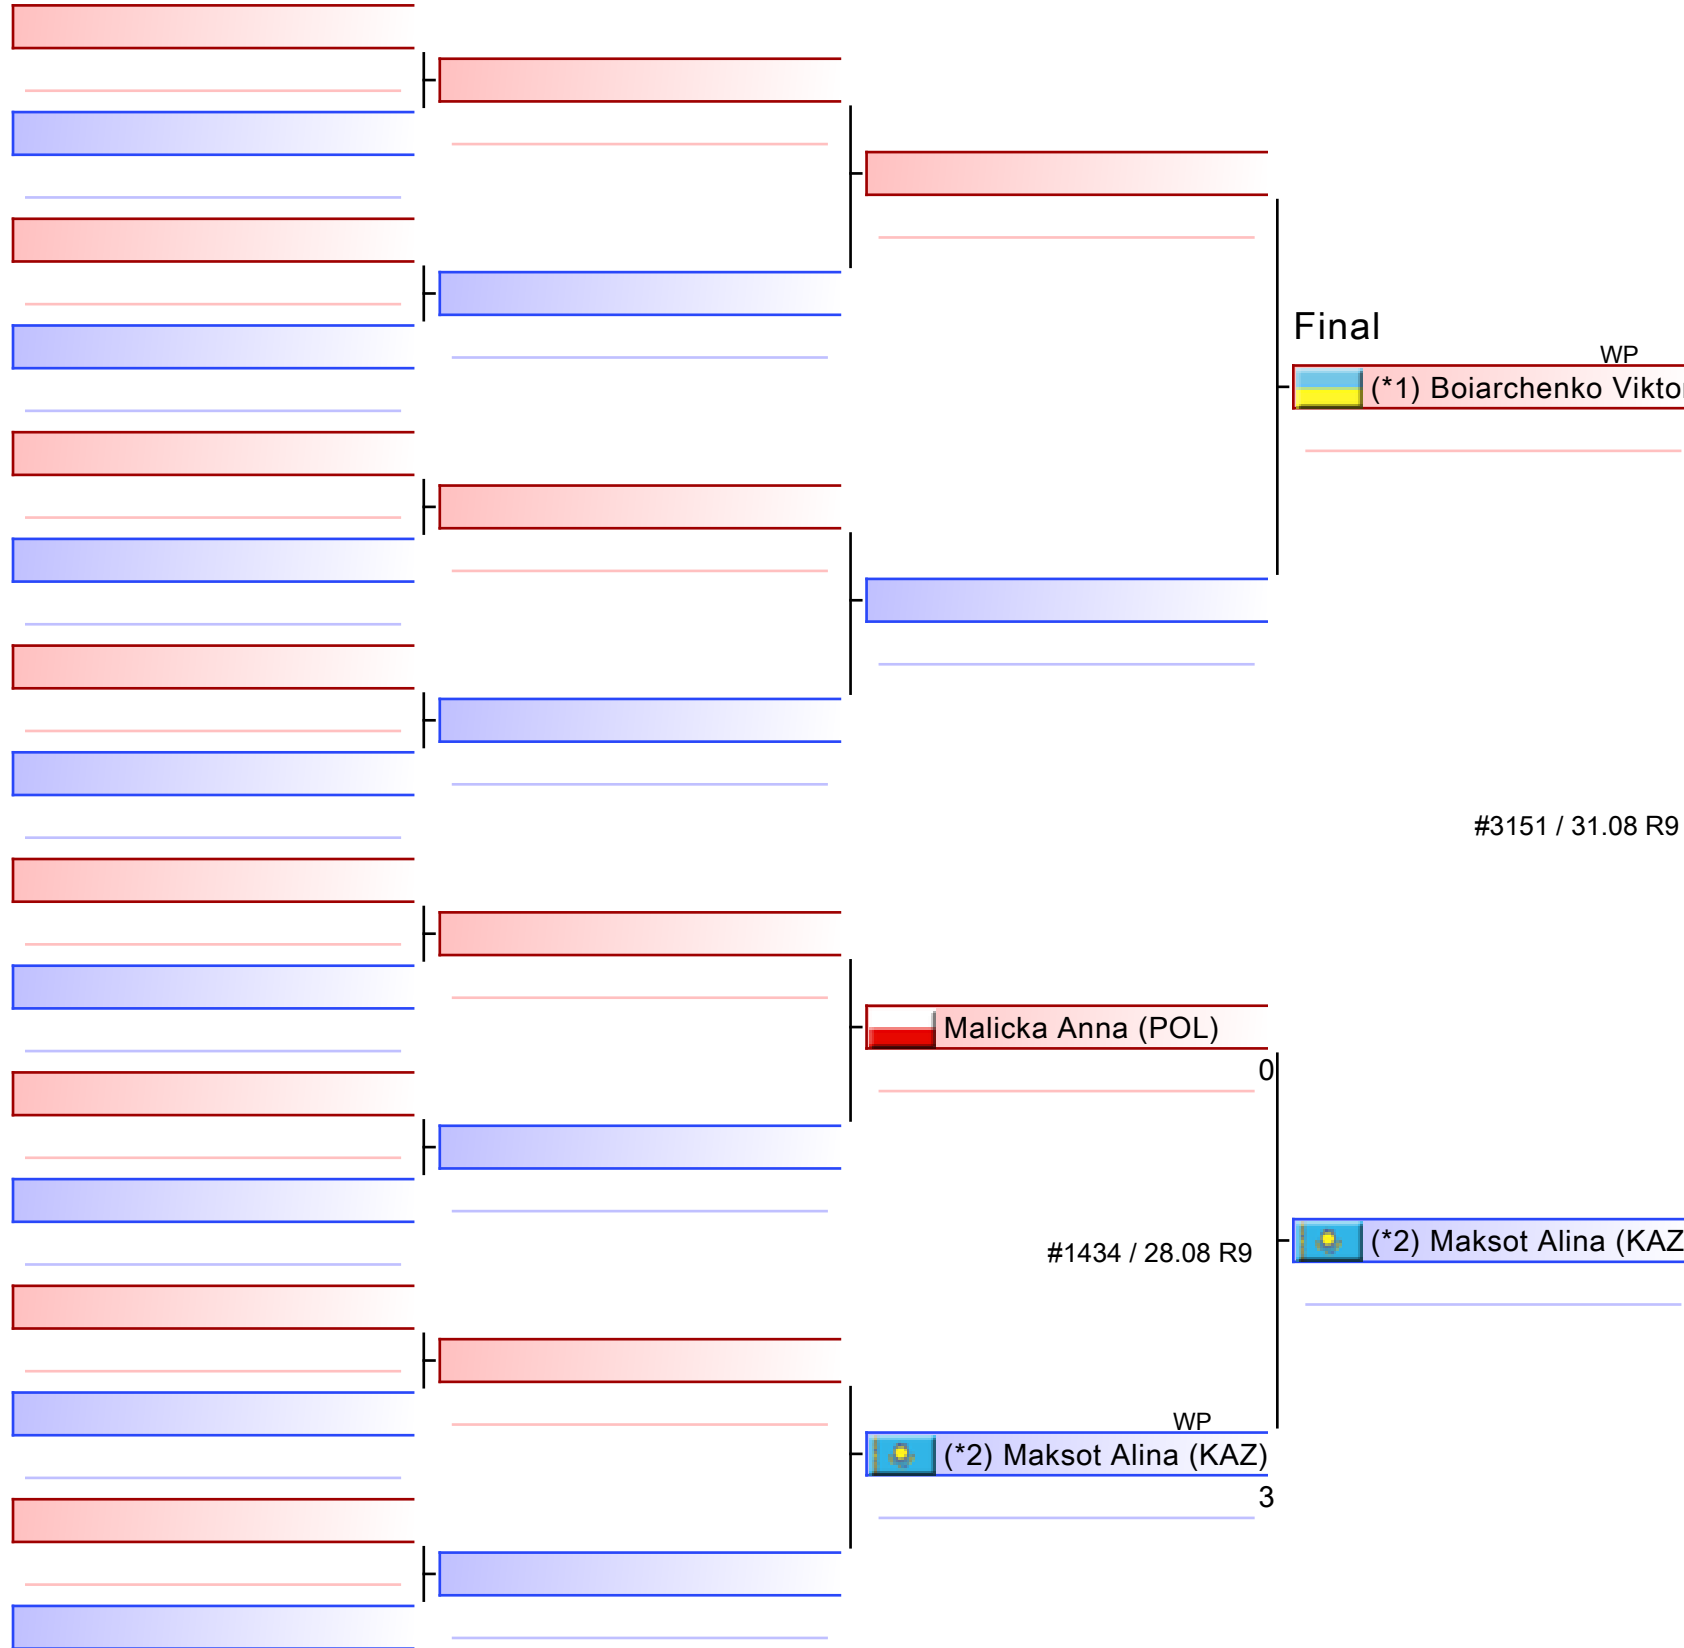 Final
WP
(*1) Boiarchenko
#3151 / 31.08 R9
Malicka Anna (POL)
0
#1434 / 28.08 R9
(*2) Maksot Alina (KAZ
WP
(*2) Maksot Alina (KAZ)
3